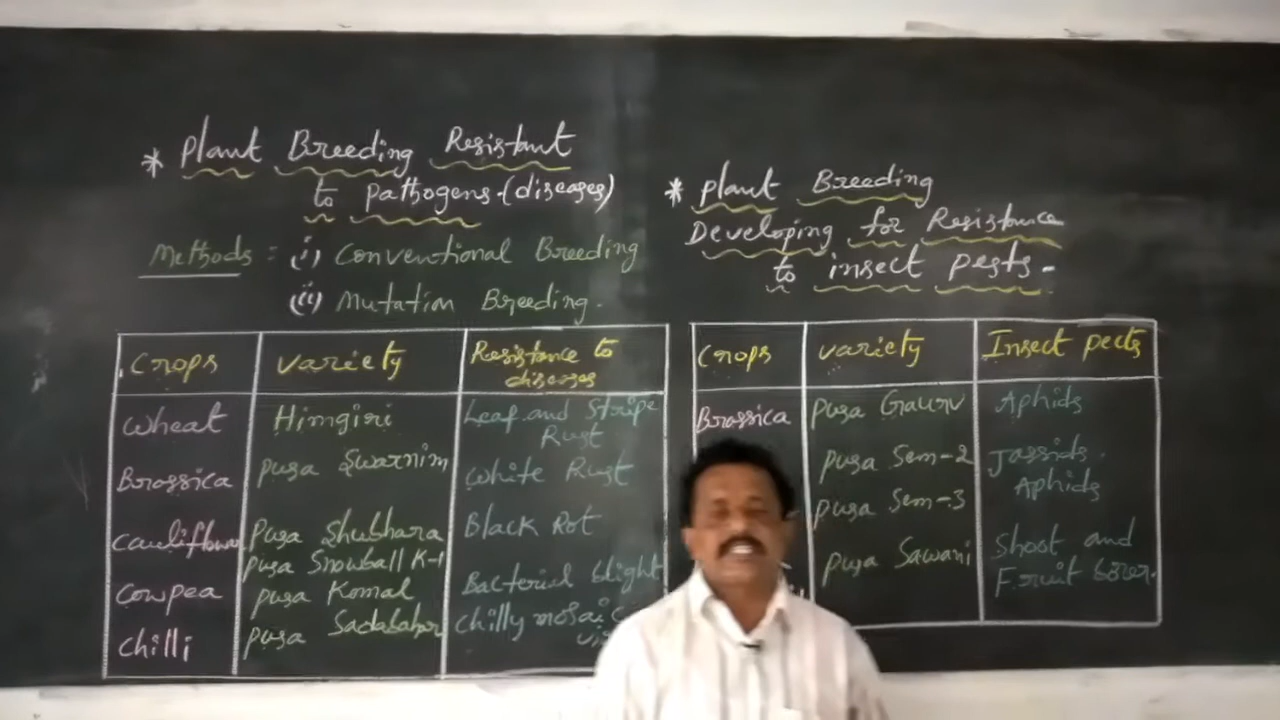 * Plant Breeding Resistant
to Pathogens.(diseases)
Methods : (i) Conventional Breeding
(ii) Mutation Breeding.
Crops Variety Resistance to diseases
Wheat Himgiri Leaf and Stripe Rust
Brassica Pusa Swarnim White Rust
Cauliflower Pusa Shubhara Black Rot
Pusa Snowball K-1
Cowpea Pusa Komal Bacterial blight
Chilli Pusa Sadabahar Chilly mosaic
* Plant Breeding
Developing for Resistance
to insect pests.
Crops Variety Insect pects
Brassica Pusa Gaurav Aphids
Pusa Sem-2 Jassids.
Pusa Sem-3 Aphids
Pusa Sawani Shoot and
Fruit borer.